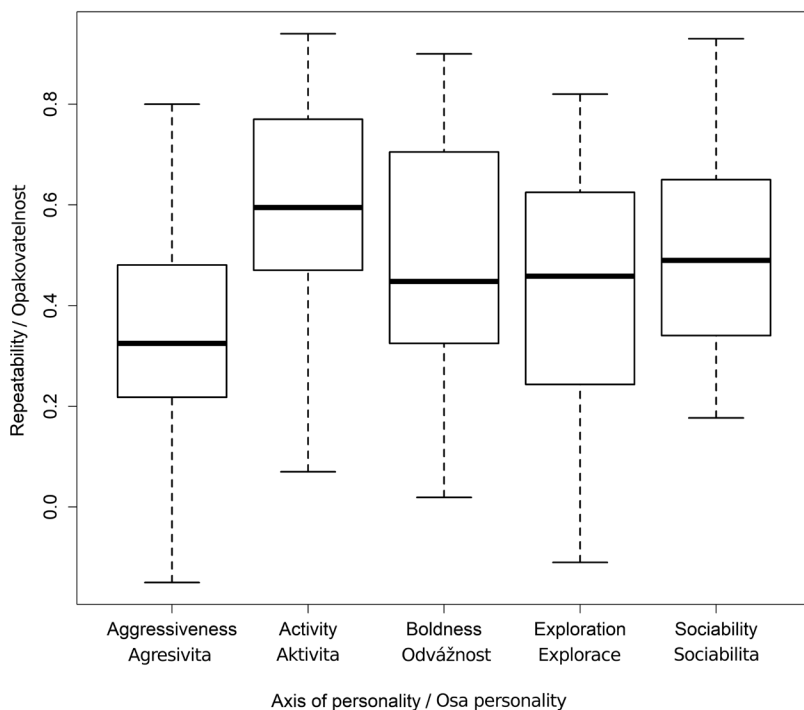 Repeatability / Opakovatelnost
0.8
0.6
0.4
0.2
0.0
Aggressiveness Activity Boldness Exploration Sociability
Agresivita Aktivita Odvážnost Explorace Sociabilita
Axis of personality / Osa personality